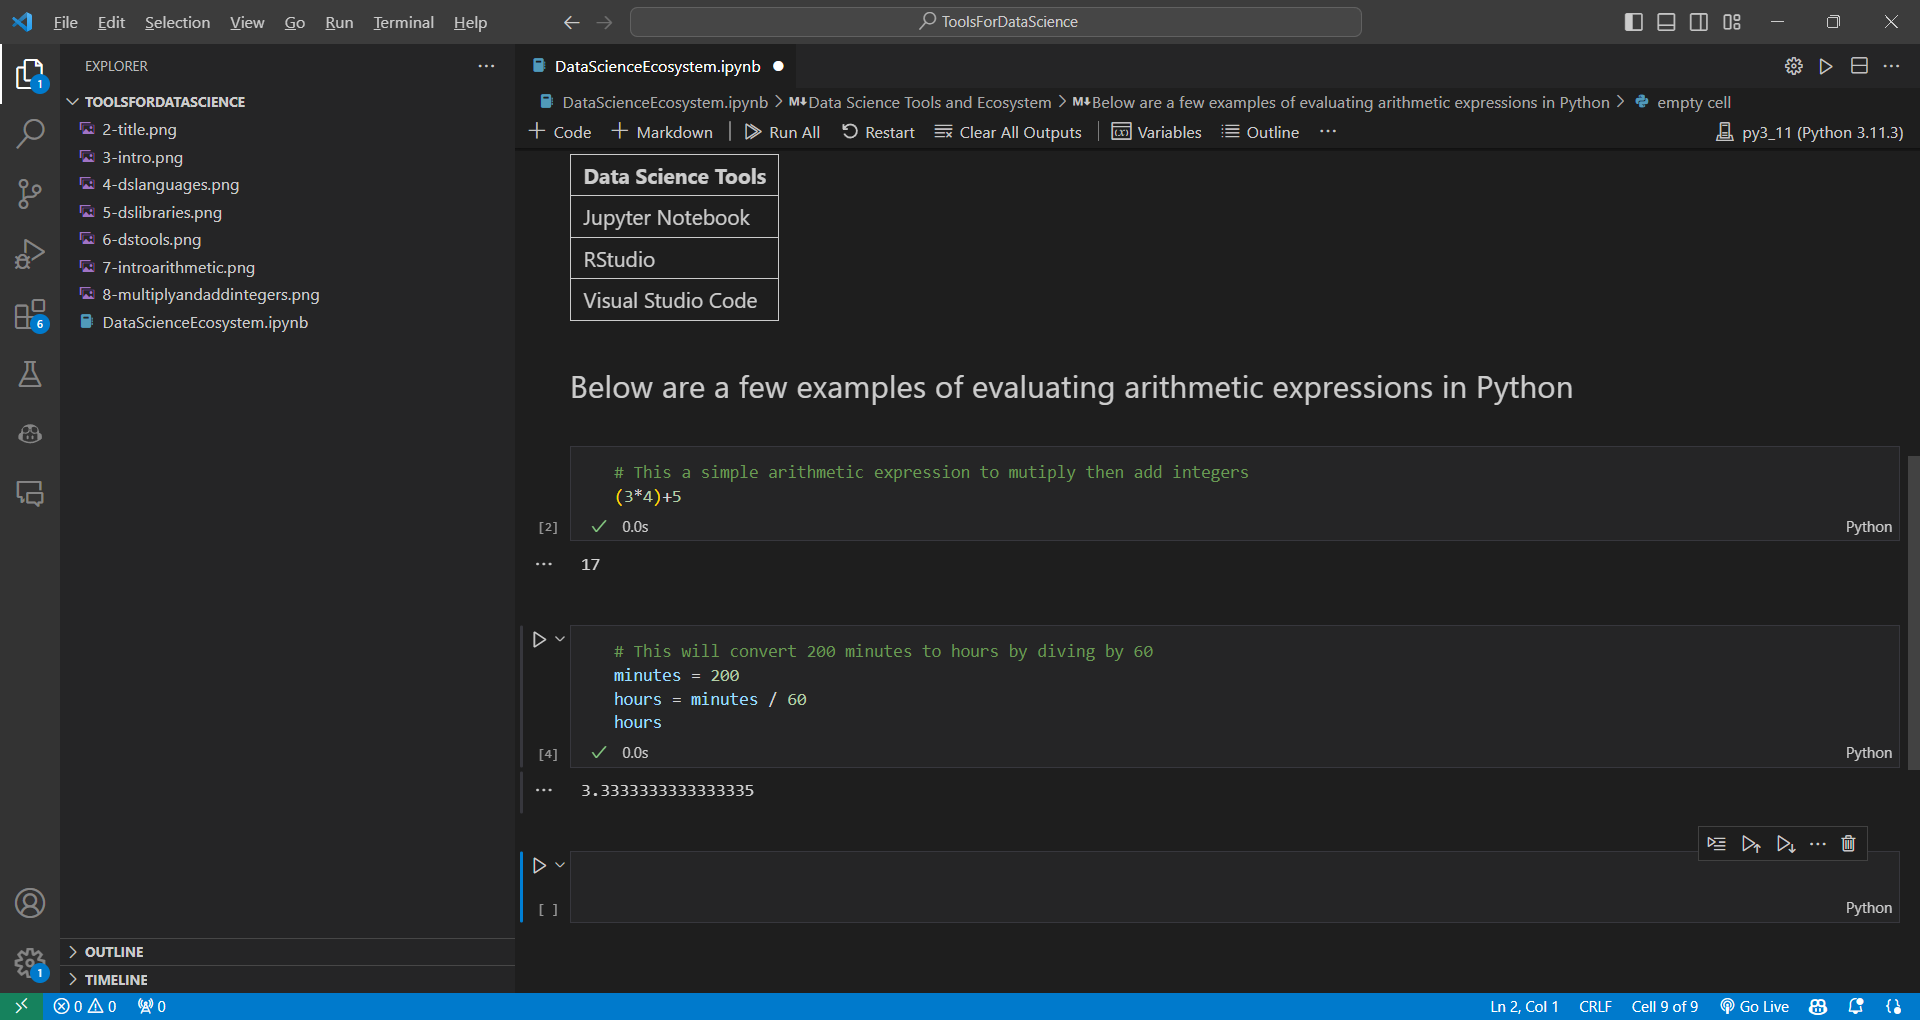 File Edit Selection View Go Run Terminal Help
ToolsForDataScience
EXPLORER
TOOLSFORDATASCIENCE
2-title.png
3-intro.png
4-dslanguages.png
5-dslibraries.png
6-dstools.png
7-introarithmetic.png
8-multiplyandaddintegers.png
DataScienceEcosystem.ipynb
1
6
OUTLINE
TIMELINE
1
DataScienceEcosystem.ipynb
DataScienceEcosystem.ipynb > M↓Data Science Tools and Ecosystem > M↓Below are a few examples of evaluating arithmetic expressions in Python > empty cell
+ Code + Markdown | Run All Restart Clear All Outputs | Variables Outline ... py3_11 (Python 3.11.3)
Data Science Tools
Jupyter Notebook
RStudio
Visual Studio Code
Below are a few examples of evaluating arithmetic expressions in Python
# This a simple arithmetic expression to mutiply then add integers
(3*4)+5
[2] ✓ 0.0s Python
... 17
# This will convert 200 minutes to hours by diving by 60
minutes = 200
hours = minutes / 60
hours
[4] ✓ 0.0s Python
... 3.3333333333333335
[ ] Python
0 0 0 Ln 2, Col 1 CRLF Cell 9 of 9 Go Live